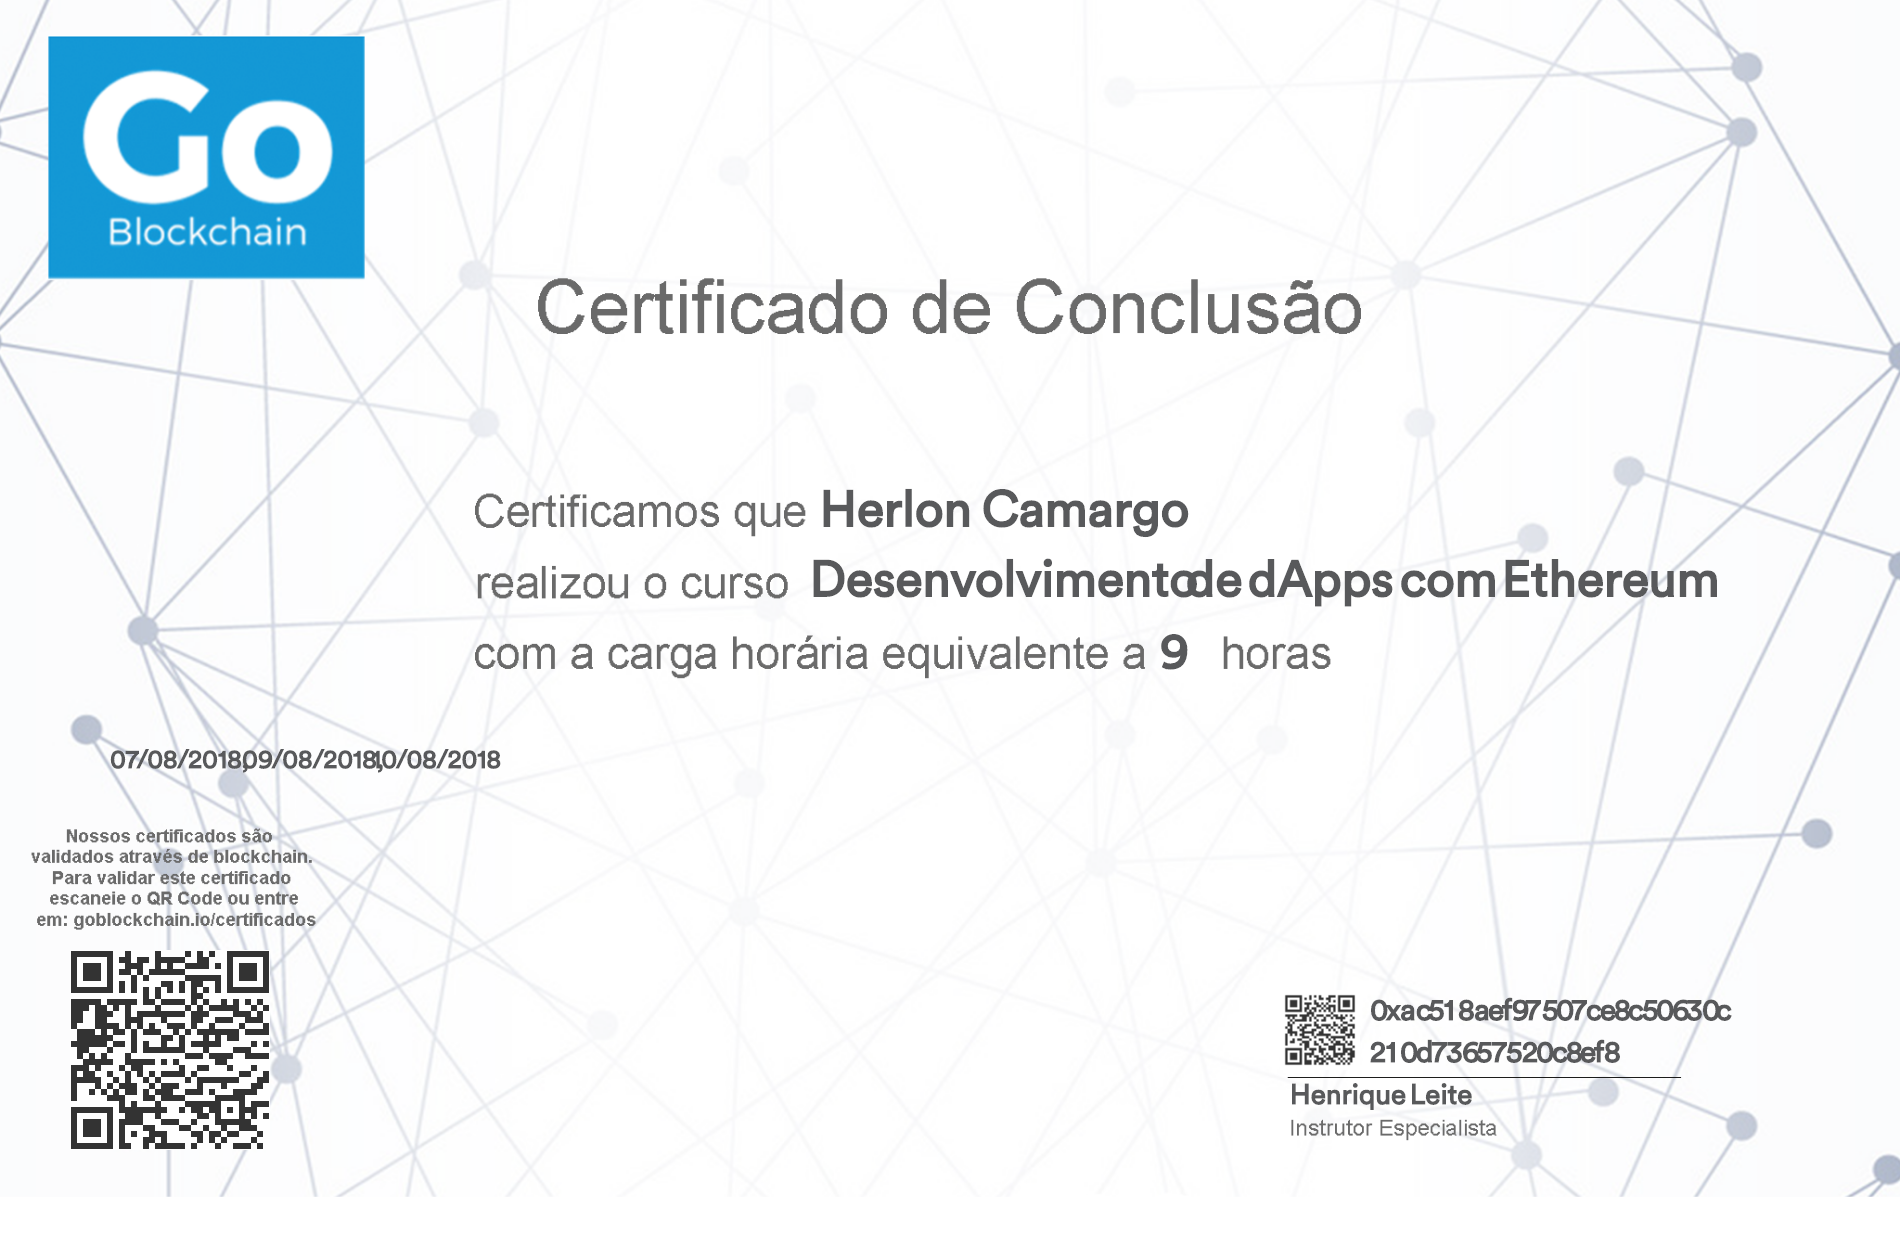 Go
Blockchain
Certificado de Conclusão
Certificamos que Herlon Camargo
realizou o curso Desenvolvimento de dApps com Ethereum
com a carga horária equivalente a 9 horas
07/08/2018,09/08/2018,10/08/2018
Nossos certificados são
validados através de blockchain.
Para validar este certificado
escaneie o QR Code ou entre
em: goblockchain.io/certificados
0xac518aef97507ce8c50630c
210d73657520c8ef8
Henrique Leite
Instrutor Especialista